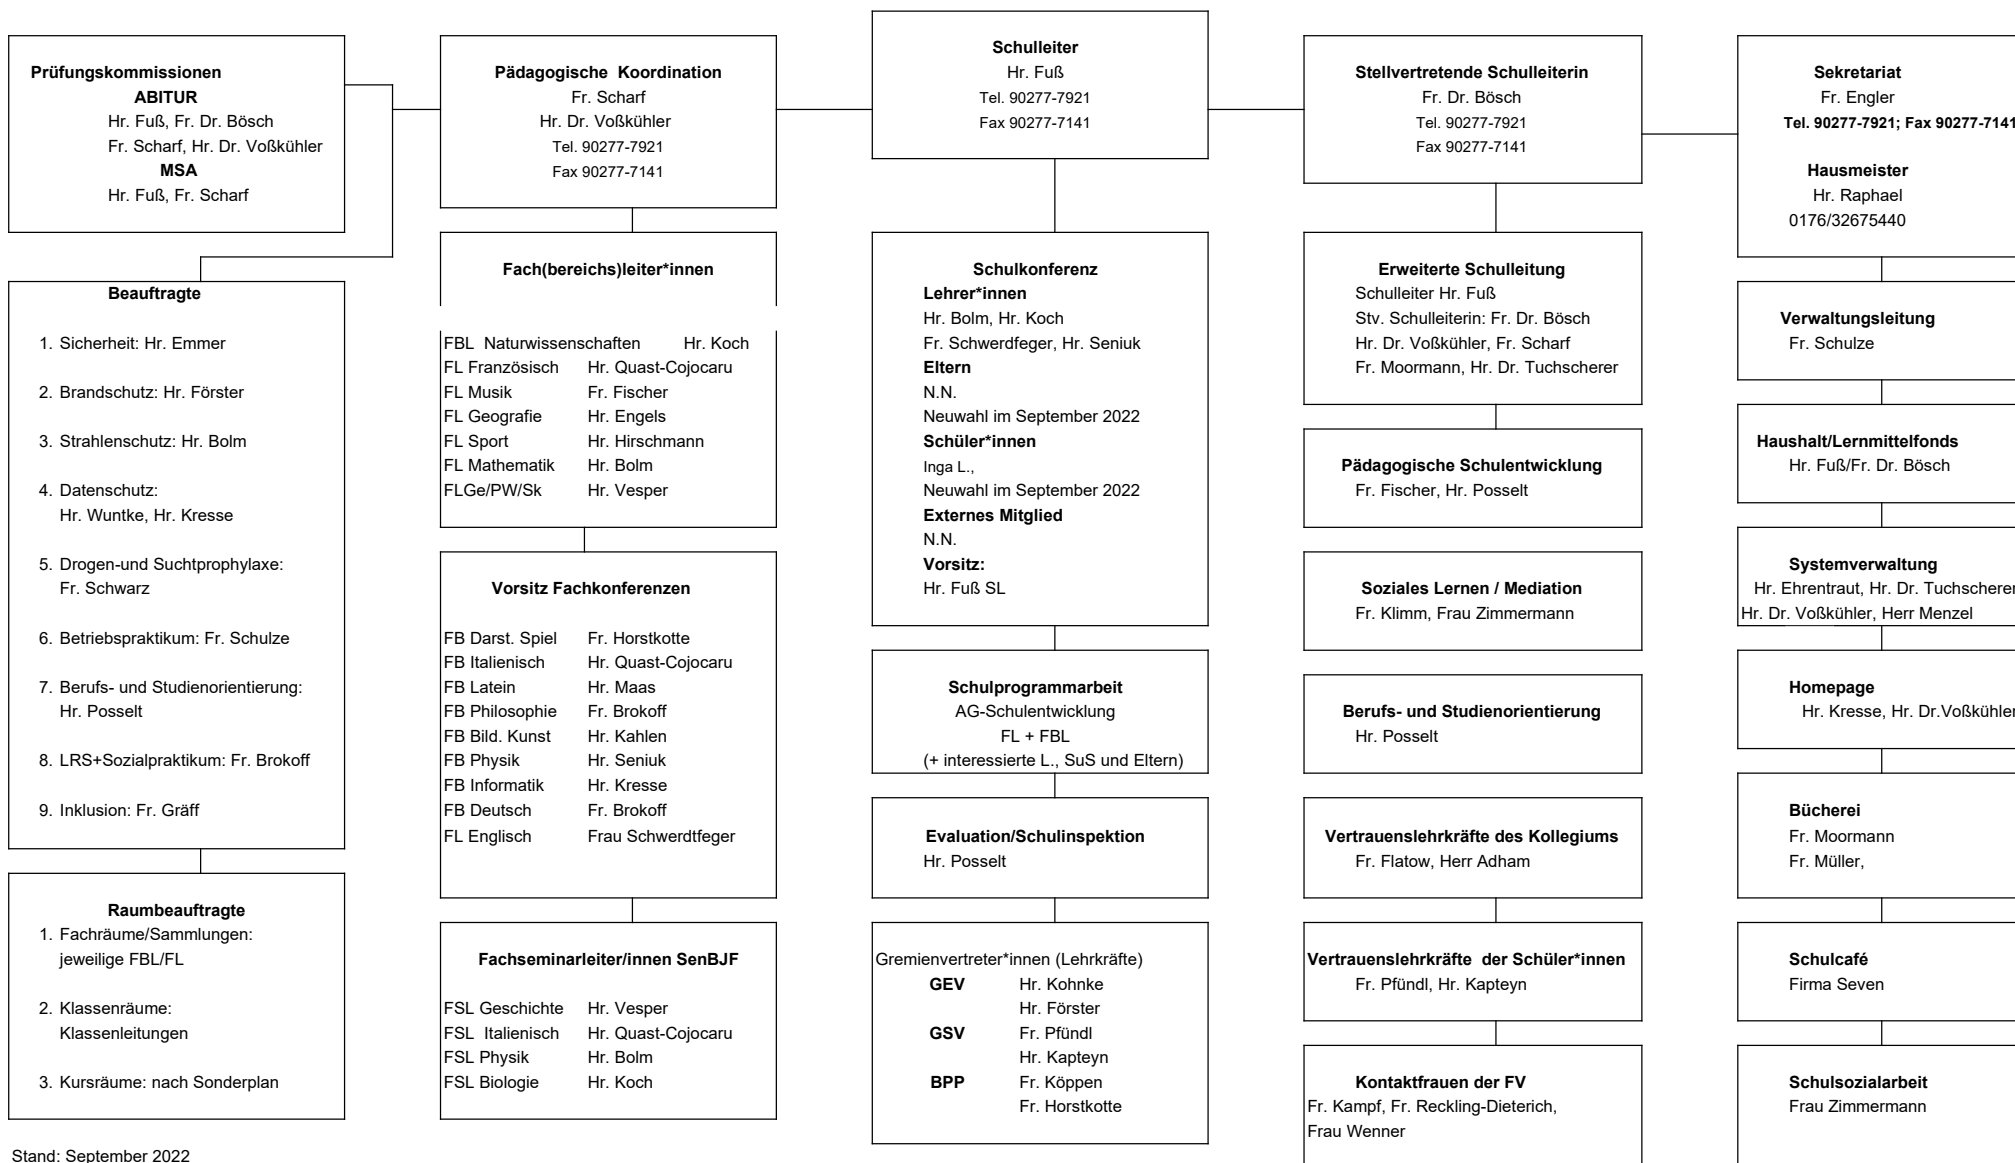 Prüfungskommissionen
ABITUR
Hr. Fuß, Fr. Dr. Bösch
Fr. Scharf, Hr. Dr. Voßkühler
MSA
Hr. Fuß, Fr. Scharf
Beauftragte
1. Sicherheit: Hr. Emmer
2. Brandschutz: Hr. Förster
3. Strahlenschutz: Hr. Bolm
4. Datenschutz:
Hr. Wuntke, Hr. Kresse
5. Drogen-und Suchtprophylaxe:
Fr. Schwarz
6. Betriebspraktikum: Fr. Schulze
7. Berufs- und Studienorientierung:
Hr. Posselt
8. LRS+Sozialpraktikum: Fr. Brokoff
9. Inklusion: Fr. Gräff
Raumbeauftragte
1. Fachräume/Sammlungen:
jeweilige FBL/FL
2. Klassenräume:
Klassenleitungen
3. Kursräume: nach Sonderplan
Stand: September 2022
Pädagogische Koordination
Fr. Scharf
Hr. Dr. Voßkühler
Tel. 90277-7921
Fax 90277-7141
Fach(bereichs)leiter*innen
FBL Naturwissenschaften Hr. Koch
FL Französisch Hr. Quast-Cojocaru
FL Musik Fr. Fischer
FL Geografie Hr. Engels
FL Sport Hr. Hirschmann
FL Mathematik Hr. Bolm
FLGe/PW/Sk Hr. Vesper
Vorsitz Fachkonferenzen
FB Darst. Spiel Fr. Horstkotte
FB Italienisch Hr. Quast-Cojocaru
FB Latein Hr. Maas
FB Philosophie Fr. Brokoff
FB Bild. Kunst Hr. Kahlen
FB Physik Hr. Seniuk
FB Informatik Hr. Kresse
FB Deutsch Fr. Brokoff
FL Englisch Frau Schwerdtfeger
Fachseminarleiter/innen SenBJF
FSL Geschichte Hr. Vesper
FSL Italienisch Hr. Quast-Cojocaru
FSL Physik Hr. Bolm
FSL Biologie Hr. Koch
Schulleiter
Hr. Fuß
Tel. 90277-7921
Fax 90277-7141
Schulkonferenz
Lehrer*innen
Hr. Bolm, Hr. Koch
Fr. Schwerdfeger, Hr. Seniuk
Eltern
N.N.
Neuwahl im September 2022
Schüler*innen
Inga L.,
Neuwahl im September 2022
Externes Mitglied
N.N.
Vorsitz:
Hr. Fuß SL
Schulprogrammarbeit
AG-Schulentwicklung
FL + FBL
(+ interessierte L., SuS und Eltern)
Evaluation/Schulinspektion
Hr. Posselt
Gremienvertreter*innen (Lehrkräfte)
GEV Hr. Kohnke
Hr. Förster
GSV Fr. Pfündl
Hr. Kapteyn
BPP Fr. Köppen
Fr. Horstkotte
Stellvertretende Schulleiterin
Fr. Dr. Bösch
Tel. 90277-7921
Fax 90277-7141
Erweiterte Schulleitung
Schulleiter Hr. Fuß
Stv. Schulleiterin: Fr. Dr. Bösch
Hr. Dr. Voßkühler, Fr. Scharf
Fr. Moormann, Hr. Dr. Tuchscherer
Pädagogische Schulentwicklung
Fr. Fischer, Hr. Posselt
Soziales Lernen / Mediation
Fr. Klimm, Frau Zimmermann
Berufs- und Studienorientierung
Hr. Posselt
Vertrauenslehrkräfte des Kollegiums
Fr. Flatow, Herr Adham
Vertrauenslehrkräfte der Schüler*innen
Fr. Pfündl, Hr. Kapteyn
Kontaktfrauen der FV
Fr. Kampf, Fr. Reckling-Dieterich,
Frau Wenner
Sekretariat
Fr. Engler
Tel. 90277-7921; Fax 90277-7141
Hausmeister
Hr. Raphael
0176/32675440
Verwaltungsleitung
Fr. Schulze
Haushalt/Lernmittelfonds
Hr. Fuß/Fr. Dr. Bösch
Systemverwaltung
Hr. Ehrentraut, Hr. Dr. Tuchscherer
Hr. Dr. Voßkühler, Herr Menzel
Homepage
Hr. Kresse, Hr. Dr.Voßkühler
Bücherei
Fr. Moormann
Fr. Müller,
Schulcafé
Firma Seven
Schulsozialarbeit
Frau Zimmermann